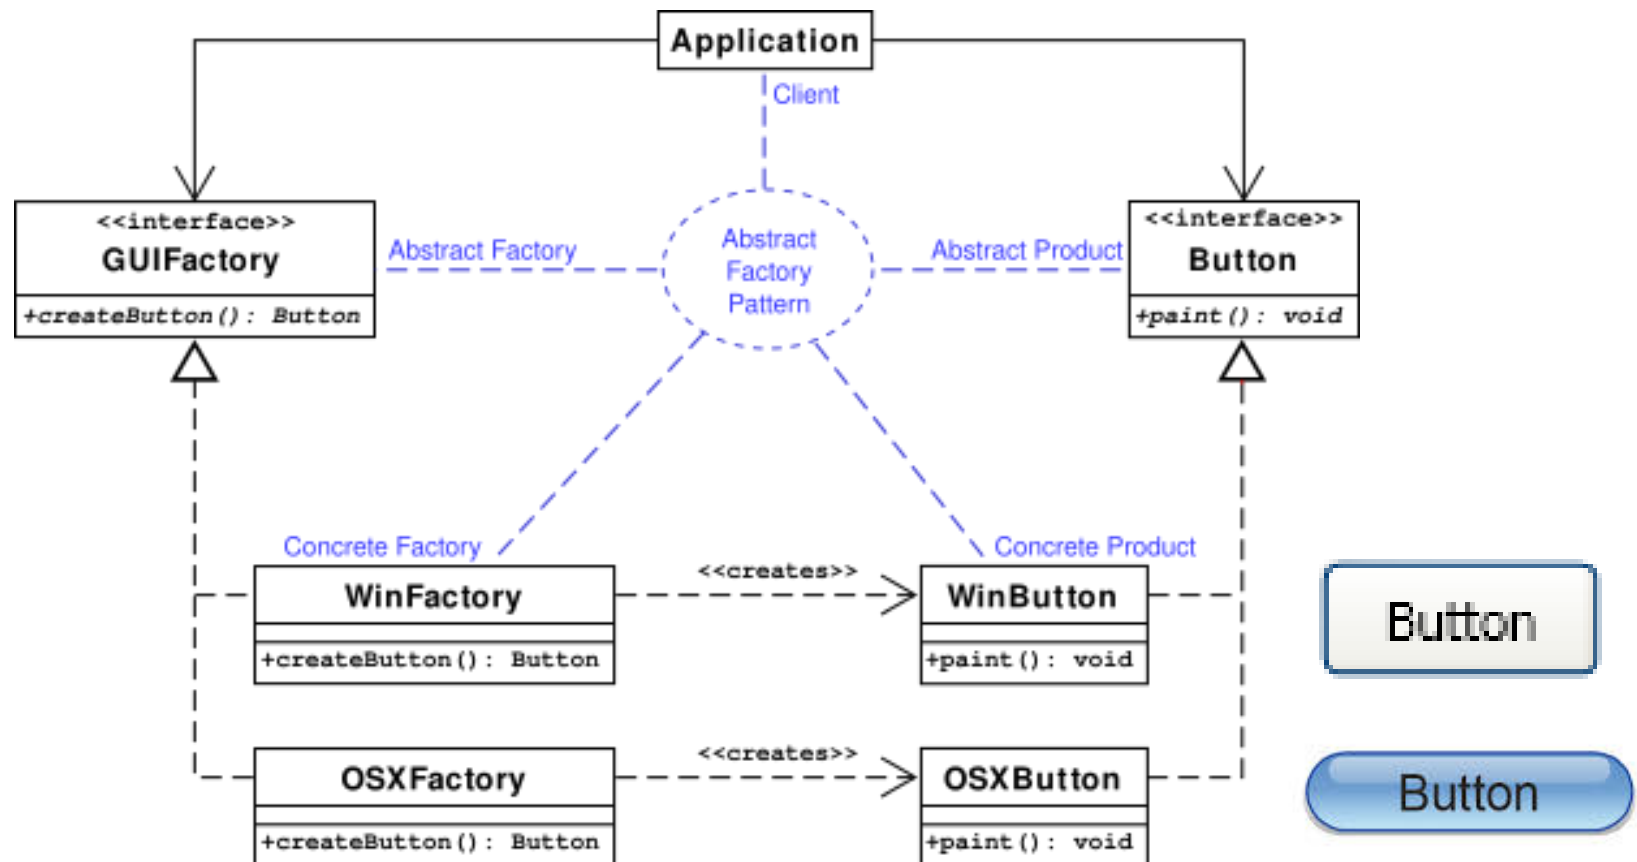 Application
Client
<<interface>>
GUIFactory
+createButton(): Button
Abstract Factory
Abstract
Factory
Pattern
Abstract Product
<<interface>>
Button
+paint(): void
Concrete Factory
Concrete Product
WinFactory
+createButton(): Button
<<creates>>
WinButton
+paint(): void
Button
OSXFactory
+createButton(): Button
<<creates>>
OSXButton
+paint(): void
Button